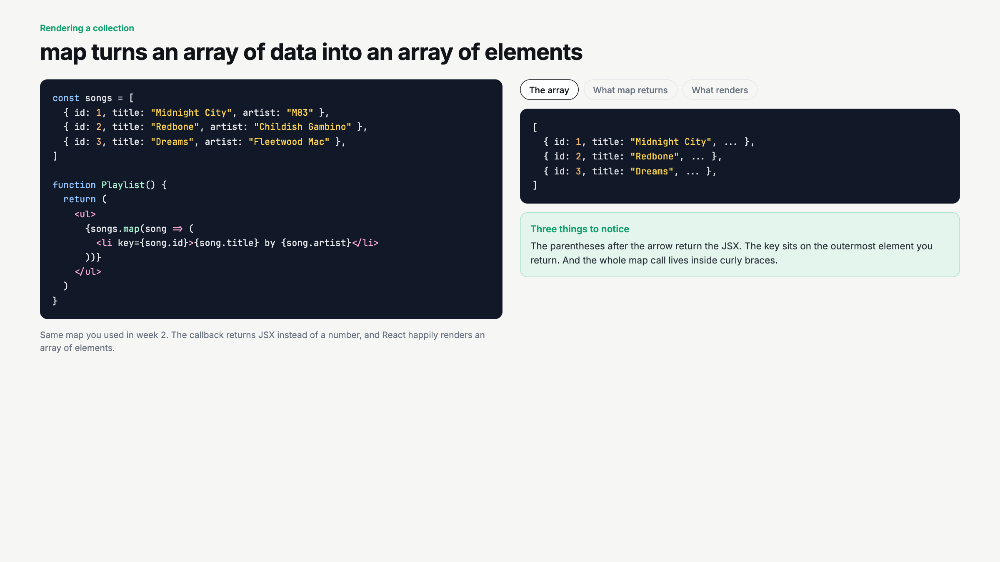 Rendering a collection
map turns an array of data into an array of elements
const songs = [
  { id: 1, title: "Midnight City", artist: "M83" },
  { id: 2, title: "Redbone", artist: "Childish Gambino" },
  { id: 3, title: "Dreams", artist: "Fleetwood Mac" },
]
function Playlist() {
  return (
    <ul>
      {songs.map(song => (
        <li key={song.id}>{song.title} by {song.artist}</li>
      ))}
    </ul>
  )
}
Same map you used in week 2. The callback returns JSX instead of a number, and React happily renders an
array of elements.
The array
What map returns
What renders
[
  { id: 1, title: "Midnight City", ... },
  { id: 2, title: "Redbone", ... },
  { id: 3, title: "Dreams", ... },
]
Three things to notice
The parentheses after the arrow return the JSX. The key sits on the outermost element you
return. And the whole map call lives inside curly braces.